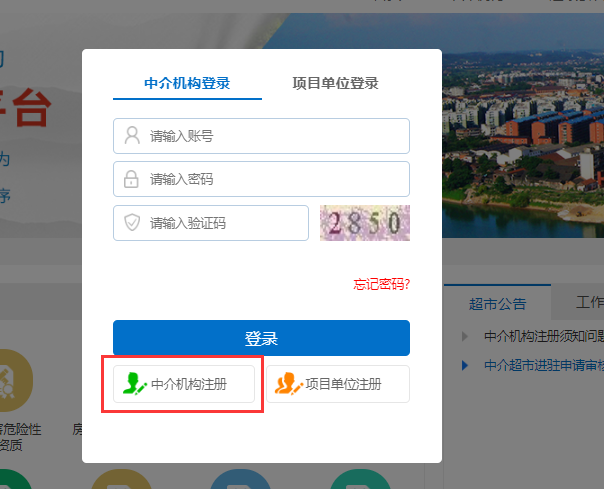 中介机构登录
项目单位登录
平台
为
序
请输入账号
请输入密码
请输入验证码
2850
忘记密码?
登录
中介机构注册
项目单位注册
超市公告
工作
中介机构注册须知问题
中介超市进驻申请审核
危险性
资质
房